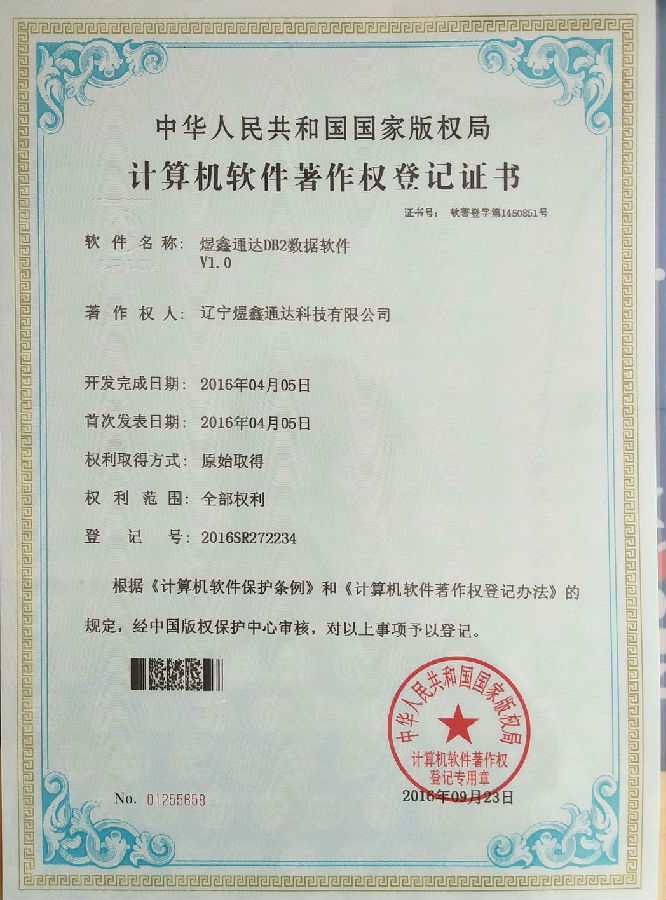 中华人民共和国国家版权局
计算机软件著作权登记证书
证书号： 软著登字第1450851号
软件名称： 煜鑫通达DB2数据软件
V1.0
著作权人： 辽宁煜鑫通达科技有限公司
开发完成日期： 2016年04月05日
首次发表日期： 2016年04月05日
权利取得方式： 原始取得
权利范围： 全部权利
登记号： 2016SR272234
根据《计算机软件保护条例》和《计算机软件著作权登记办法》的
规定，经中国版权保护中心审核，对以上事项予以登记。
中华人民共和国国家版权局
计算机软件著作权
登记专用章
No. 01255658
2016年09月23日